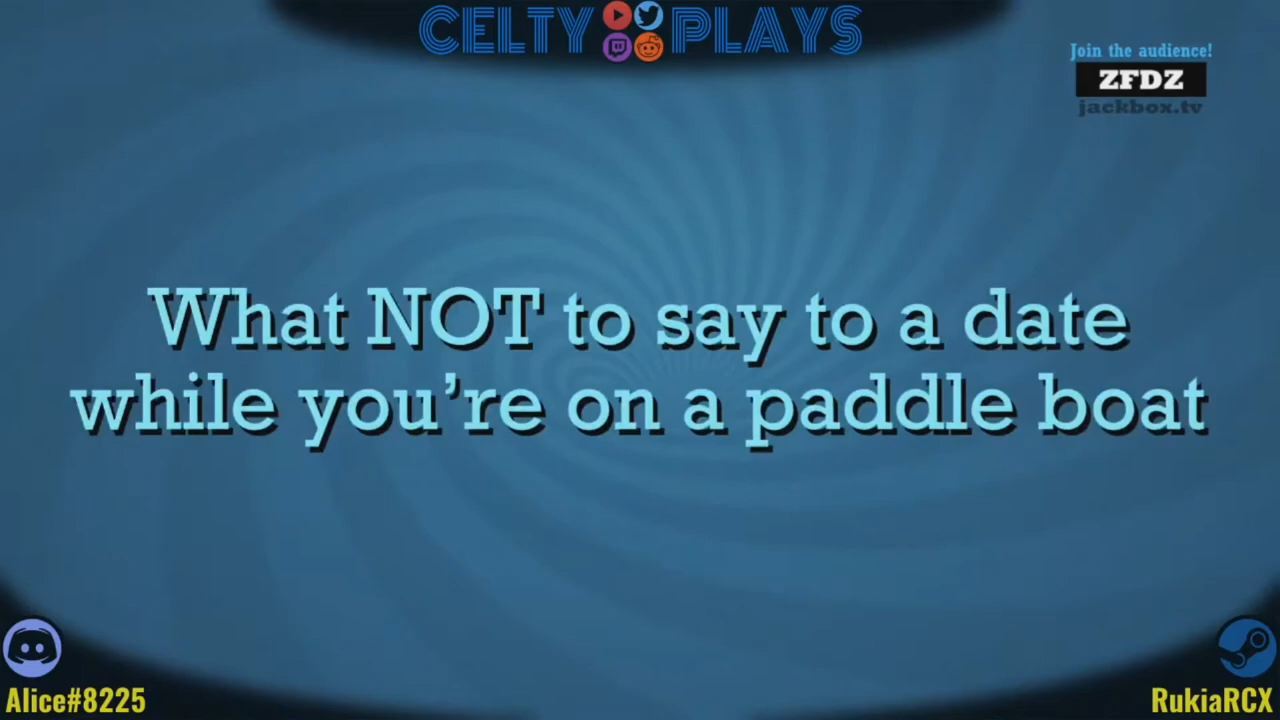 CELTY PLAYS
Join the audience!
ZFDZ
jackbox.tv
What NOT to say to a date
while you're on a paddle boat
Alice#8225
RukiaRCX